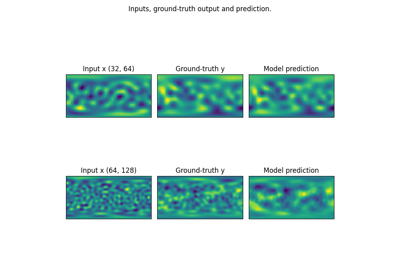 Inputs, ground-truth output and prediction.
Input x (32, 64)
Ground-truth y
Model prediction
Input x (64, 128)
Ground-truth y
Model prediction